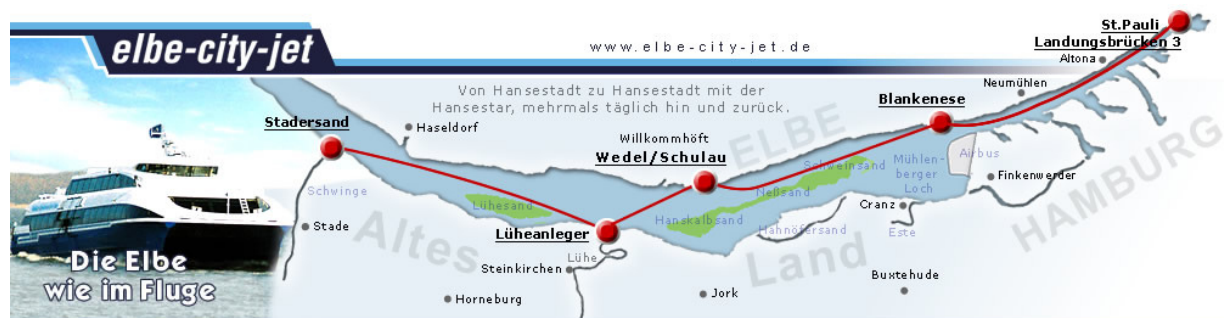 elbe-city-jet
www.elbe-city-jet.de
Von Hansestadt zu Hansestadt mit der
Hansestar, mehrmals täglich hin und zurück.
St.Pauli
Landungsbrücken 3
Altona
Neumühlen
Blankenese
Stadersand
Haseldorf
Willkommhöft
Wedel/Schulau
ELBE
HAMBURG
Schwinge
Lühesand
Schweinsand
Neßsand
Hanskalbsand
Mühlen-
berger
Loch
Airbus
Finkenwerder
Stade
Altes
Land
Lüheanleger
Hahnöfersand
Cranz
Este
Lühe
Steinkirchen
Buxtehude
Horneburg
Jork
Die Elbe
wie im Fluge